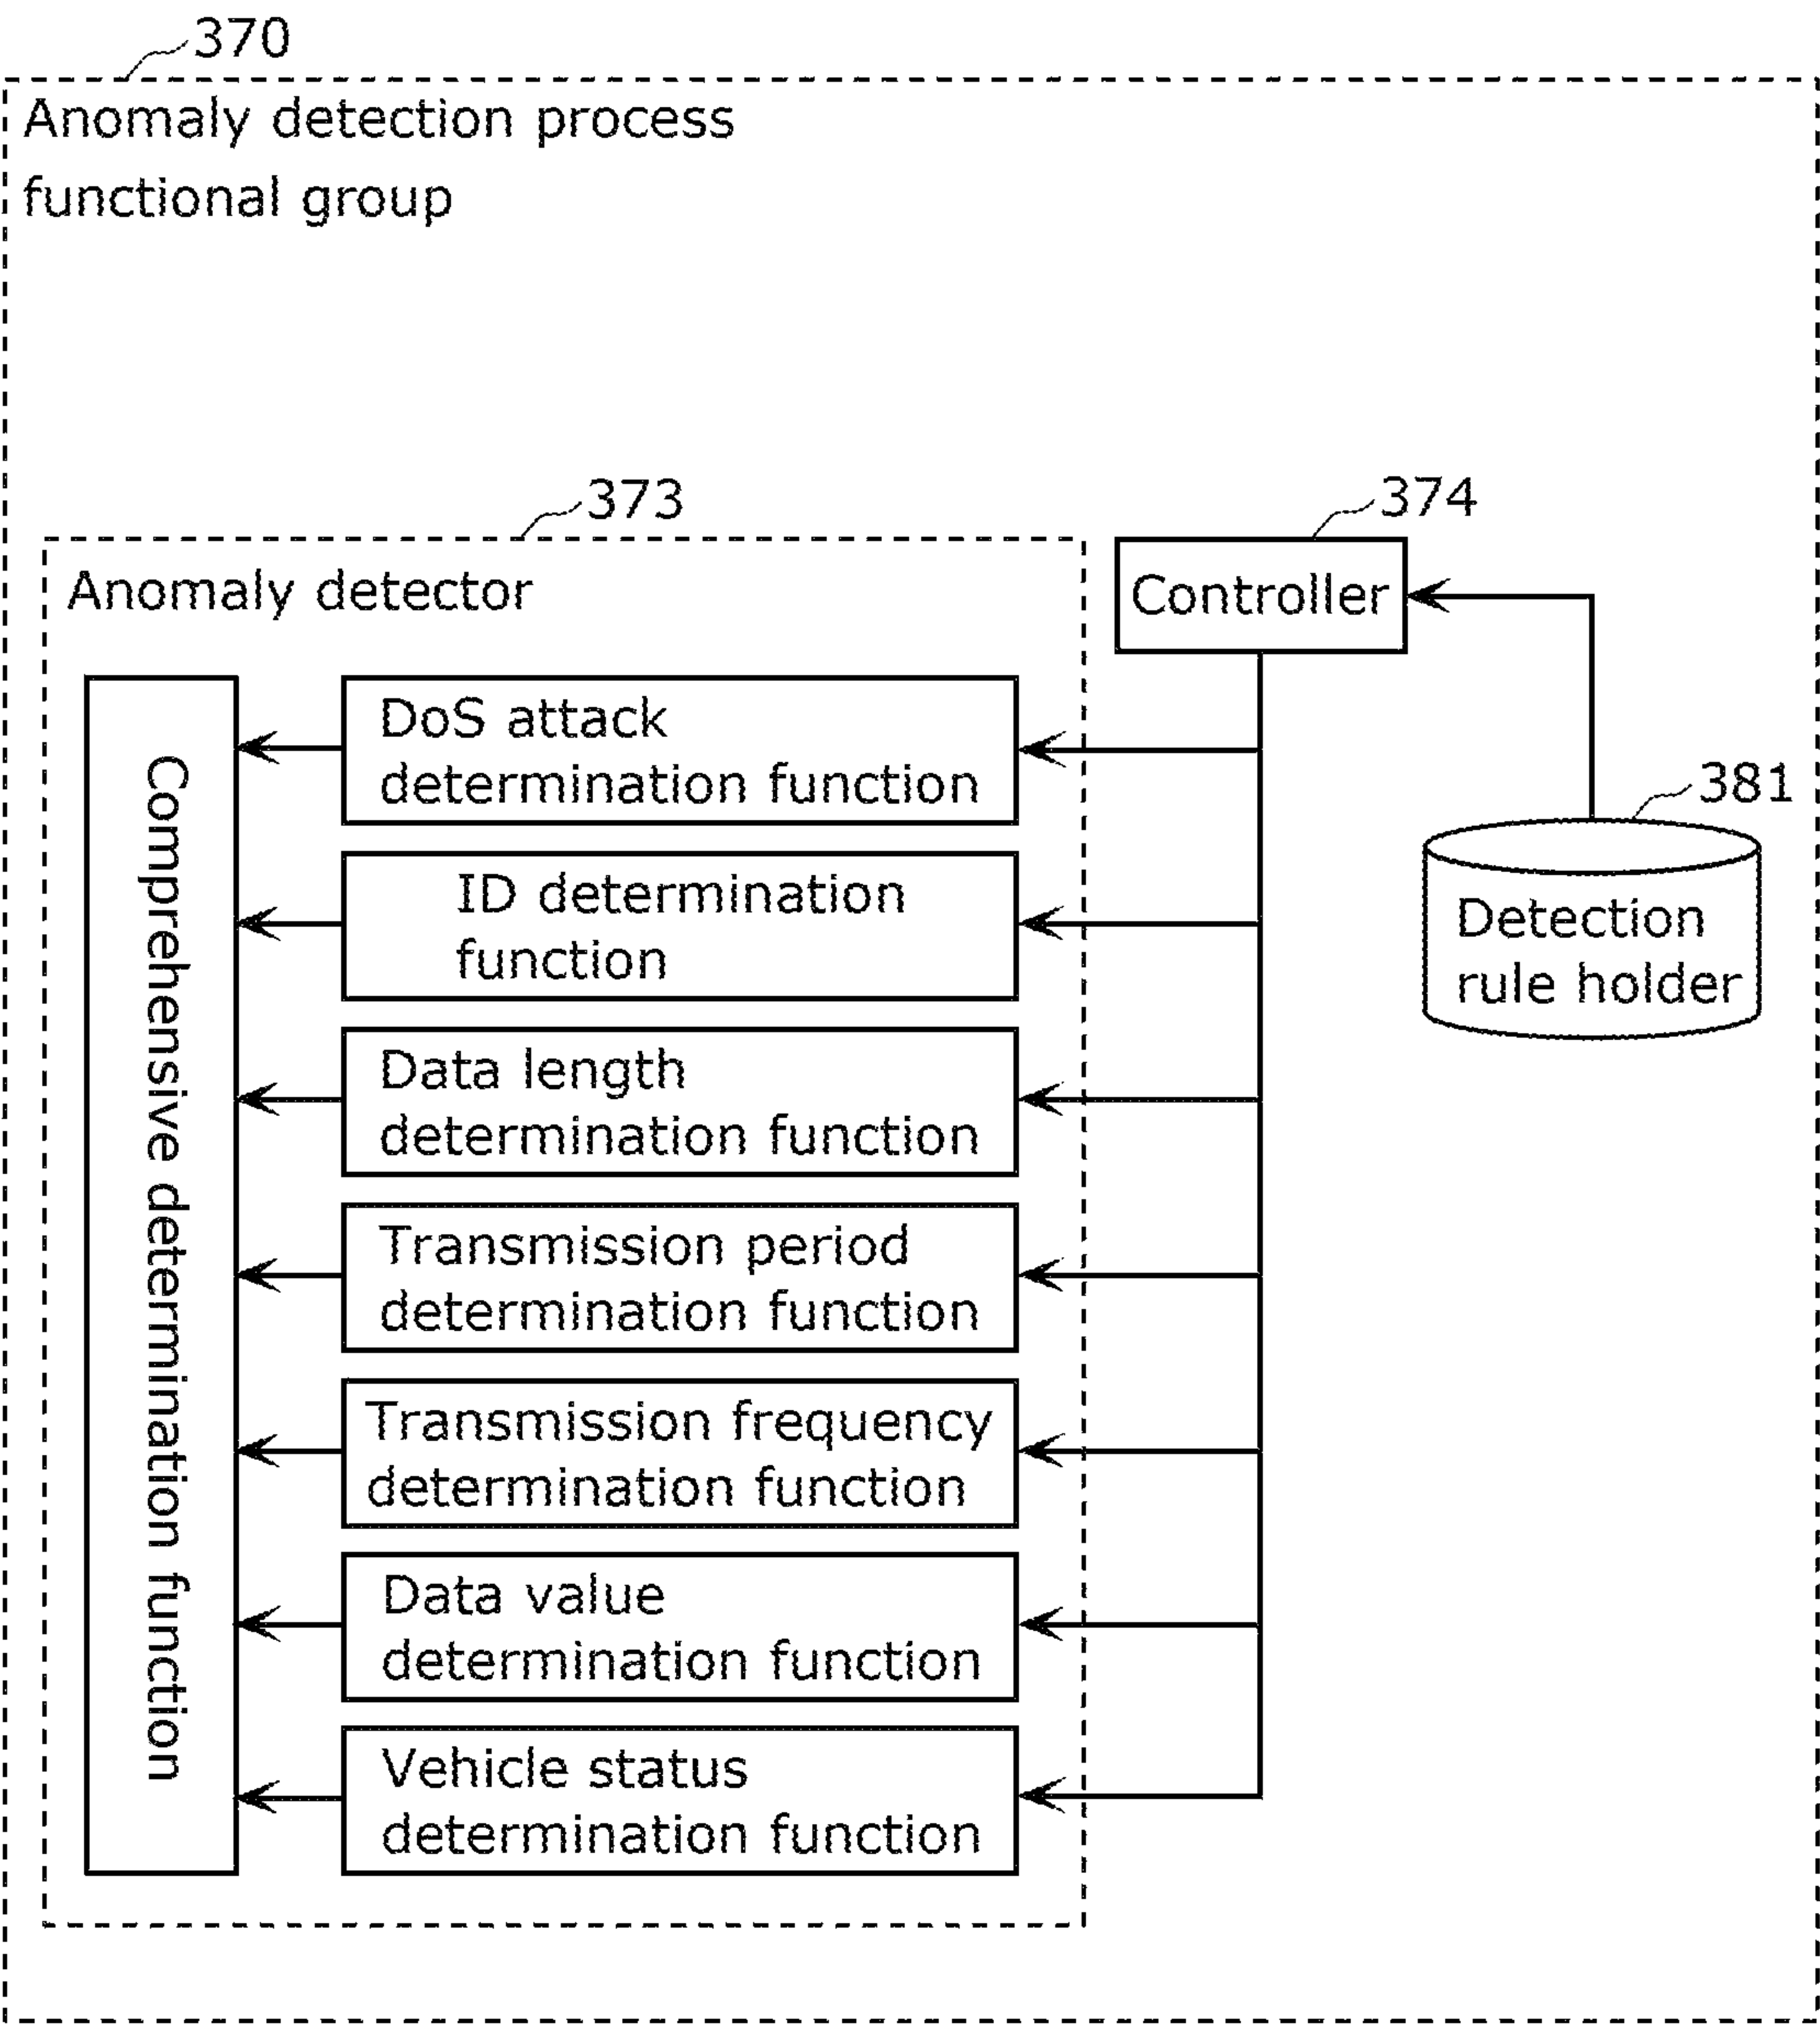 370
Anomaly detection process
functional group
373
374
Anomaly detector
Controller
Comprehensive determination function
DoS attack
determination function
381
ID determination
function
Detection
rule holder
Data length
determination function
Transmission period
determination function
Transmission frequency
determination function
Data value
determination function
Vehicle status
determination function